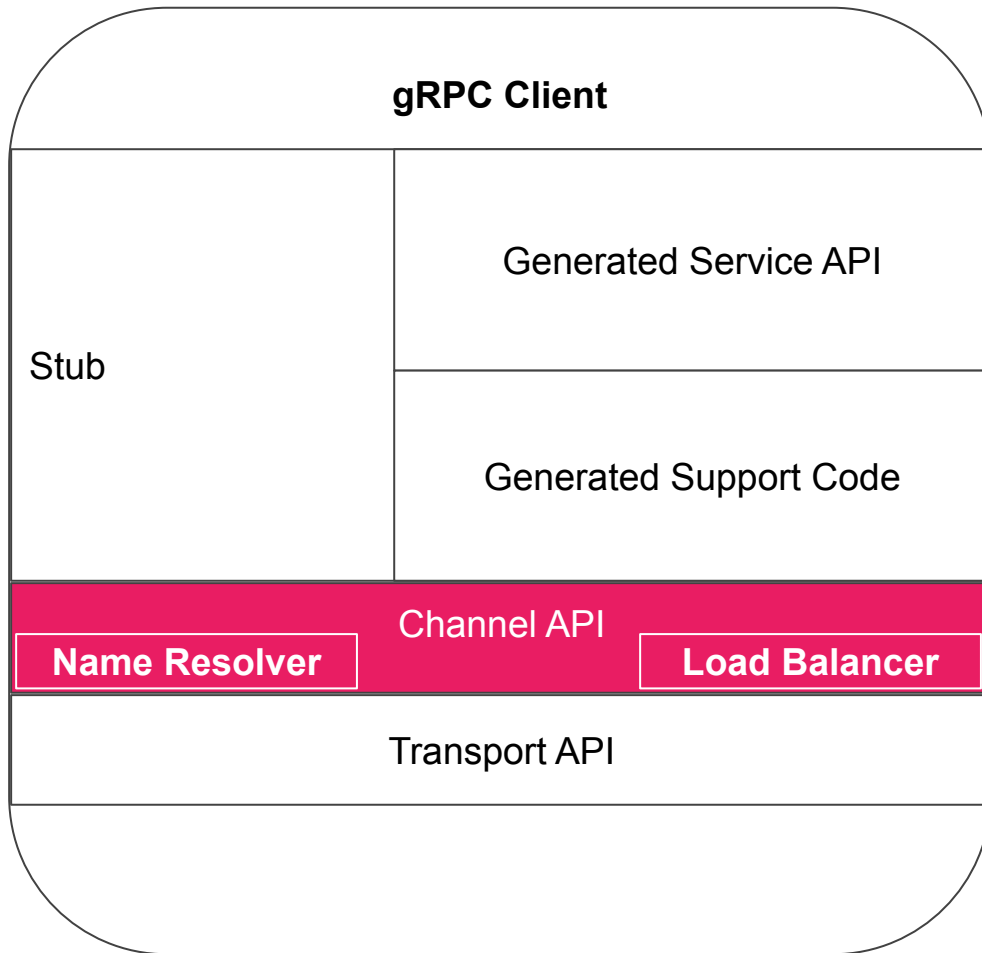 gRPC Client
Generated Service API
Stub
Generated Support Code
Channel API
Name Resolver
Load Balancer
Transport API